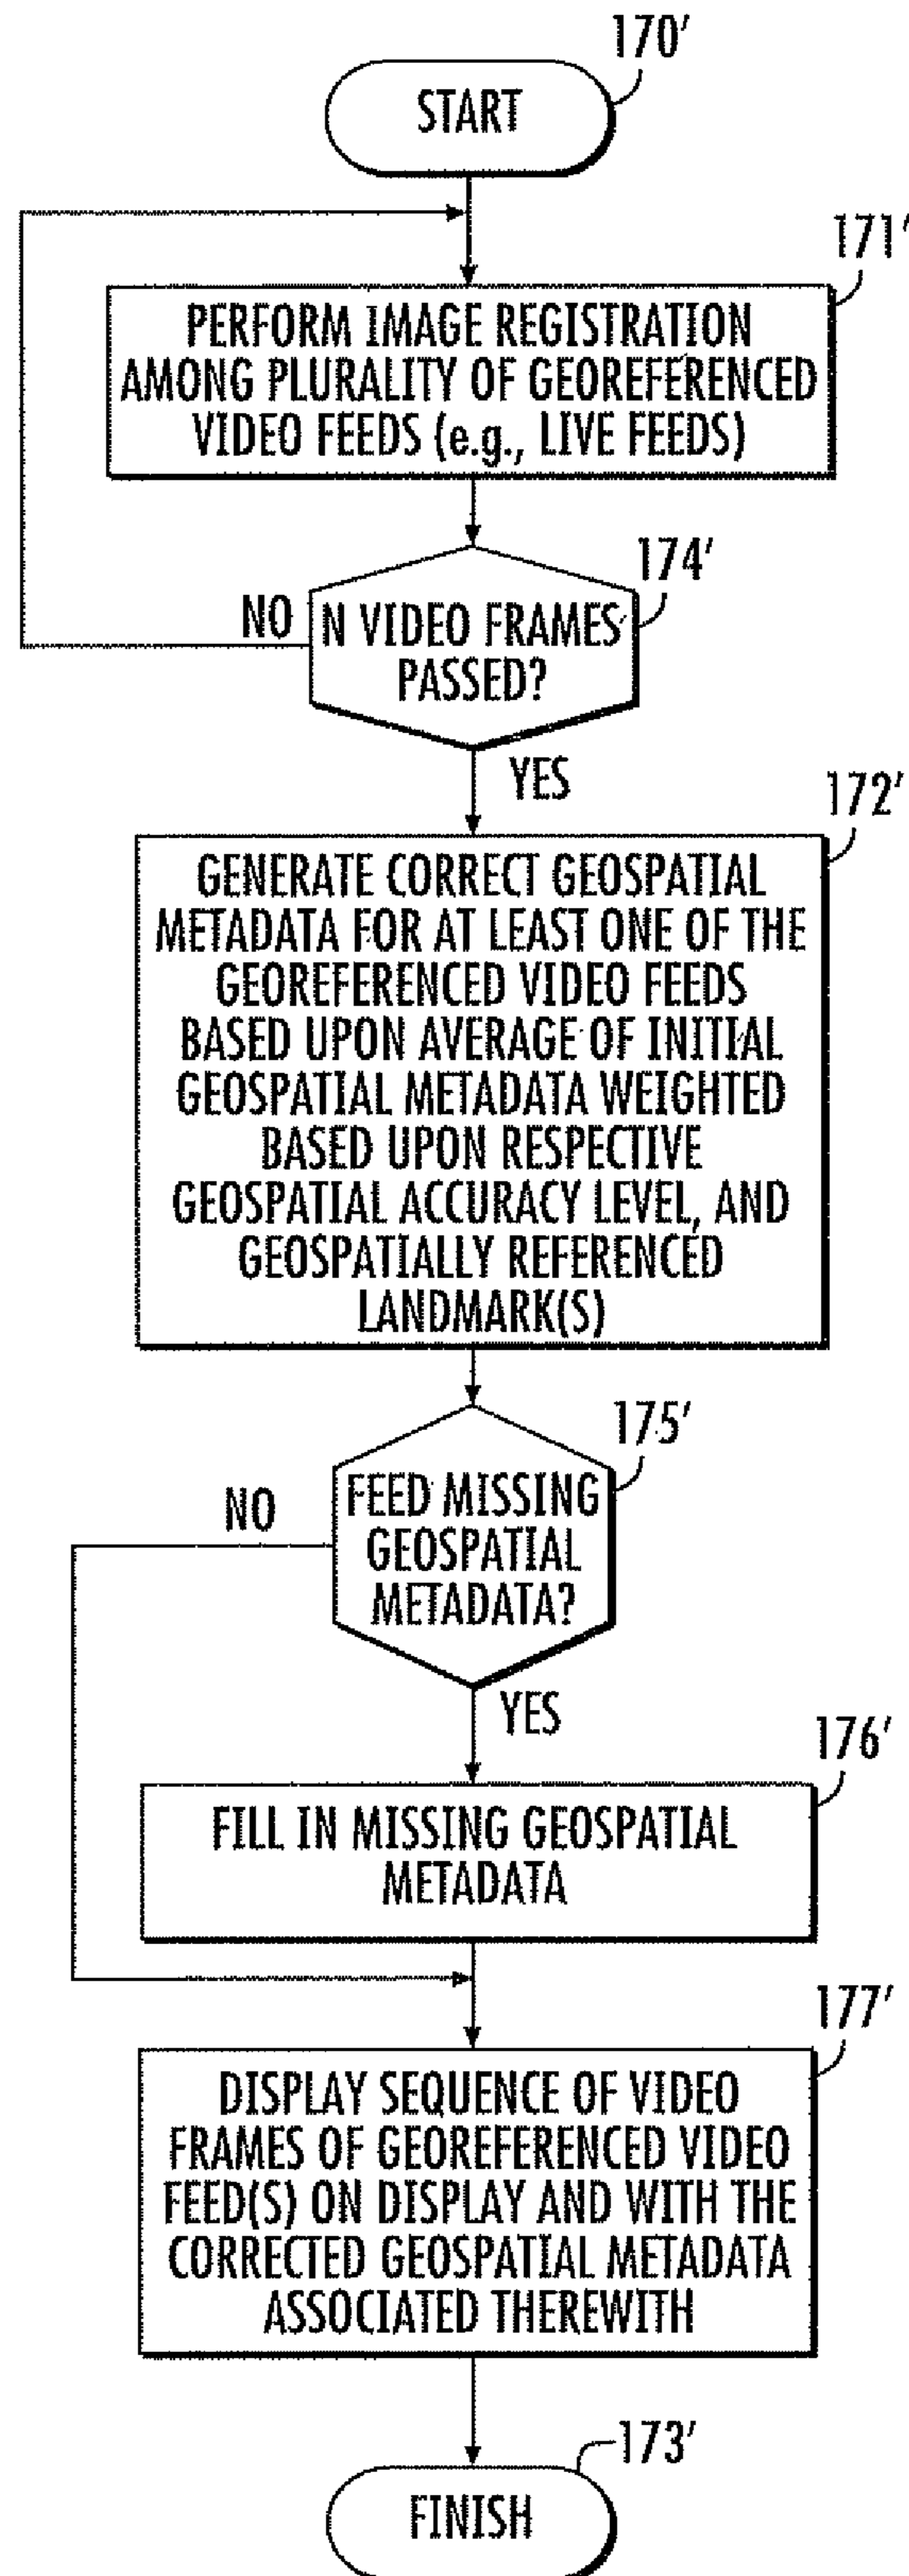 170'
START
171'
PERFORM IMAGE REGISTRATION
AMONG PLURALITY OF GEOREFERENCED
VIDEO FEEDS (e.g., LIVE FEEDS)
174'
NO
N VIDEO FRAMES
PASSED?
YES
172'
GENERATE CORRECT GEOSPATIAL
METADATA FOR AT LEAST ONE OF THE
GEOREFERENCED VIDEO FEEDS
BASED UPON AVERAGE OF INITIAL
GEOSPATIAL METADATA WEIGHTED
BASED UPON RESPECTIVE
GEOSPATIAL ACCURACY LEVEL, AND
GEOSPATIALLY REFERENCED
LANDMARK(S)
175'
NO
FEED MISSING
GEOSPATIAL
METADATA?
YES
176'
FILL IN MISSING GEOSPATIAL
METADATA
177'
DISPLAY SEQUENCE OF VIDEO
FRAMES OF GEOREFERENCED VIDEO
FEED(S) ON DISPLAY AND WITH THE
CORRECTED GEOSPATIAL METADATA
ASSOCIATED THEREWITH
173'
FINISH